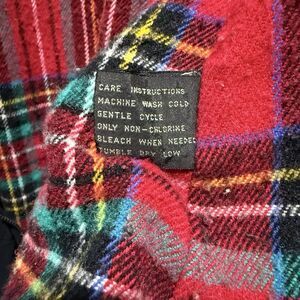 CARE INSTRUCTIONS
MACHINE WASH COLD
GENTLE CYCLE
ONLY NON-CHLORINE
BLEACH WHEN NEEDED
TUMBLE DRY LOW